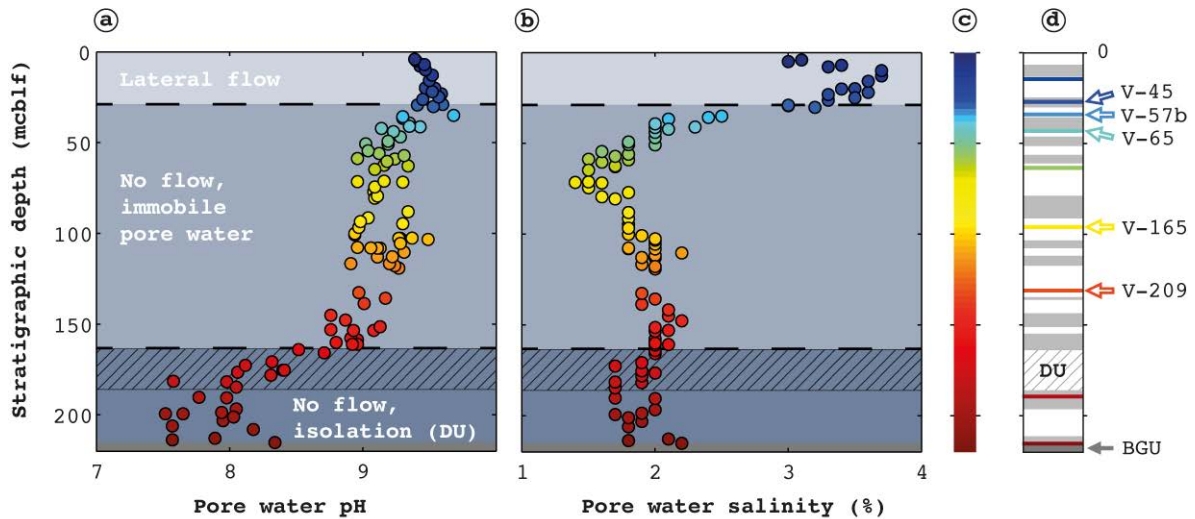 a
b
c
d
Stratigraphic depth (mcblf)
0
50
100
150
200
Lateral flow
No flow,
immobile
pore water
No flow,
isolation (DU)
7
8
9
Pore water pH
1
2
3
4
Pore water salinity (%)
0
V-45
V-57b
V-65
V-165
V-209
DU
BGU